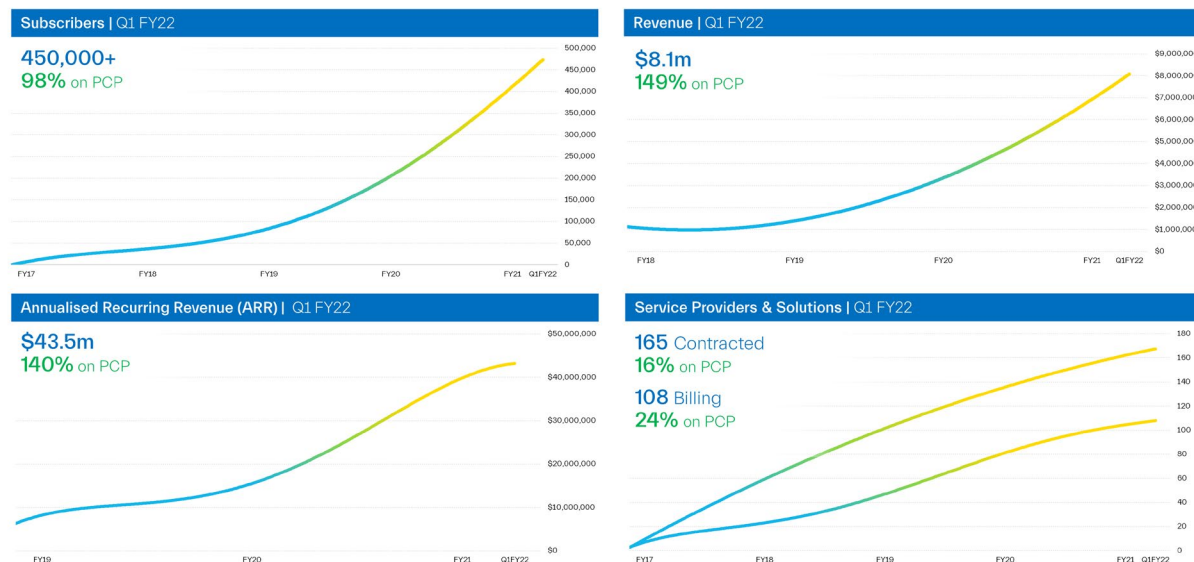 Subscribers | Q1 FY22
450,000+
98% on PCP
500,000
450,000
400,000
350,000
300,000
250,000
200,000
150,000
100,000
50,000
0
FY17 FY18 FY19 FY20 FY21 Q1FY22
Revenue | Q1 FY22
$8.1m
149% on PCP
$9,000,000
$8,000,000
$7,000,000
$6,000,000
$5,000,000
$4,000,000
$3,000,000
$2,000,000
$1,000,000
$0
FY18 FY19 FY20 FY21 Q1FY22
Annualised Recurring Revenue (ARR) | Q1 FY22
$43.5m
140% on PCP
$50,000,000
$40,000,000
$30,000,000
$20,000,000
$10,000,000
$0
FY19 FY20 FY21 Q1FY22
Service Providers & Solutions | Q1 FY22
165 Contracted
16% on PCP
108 Billing
24% on PCP
180
160
140
120
100
80
60
40
20
0
FY17 FY18 FY19 FY20 FY21 Q1FY22